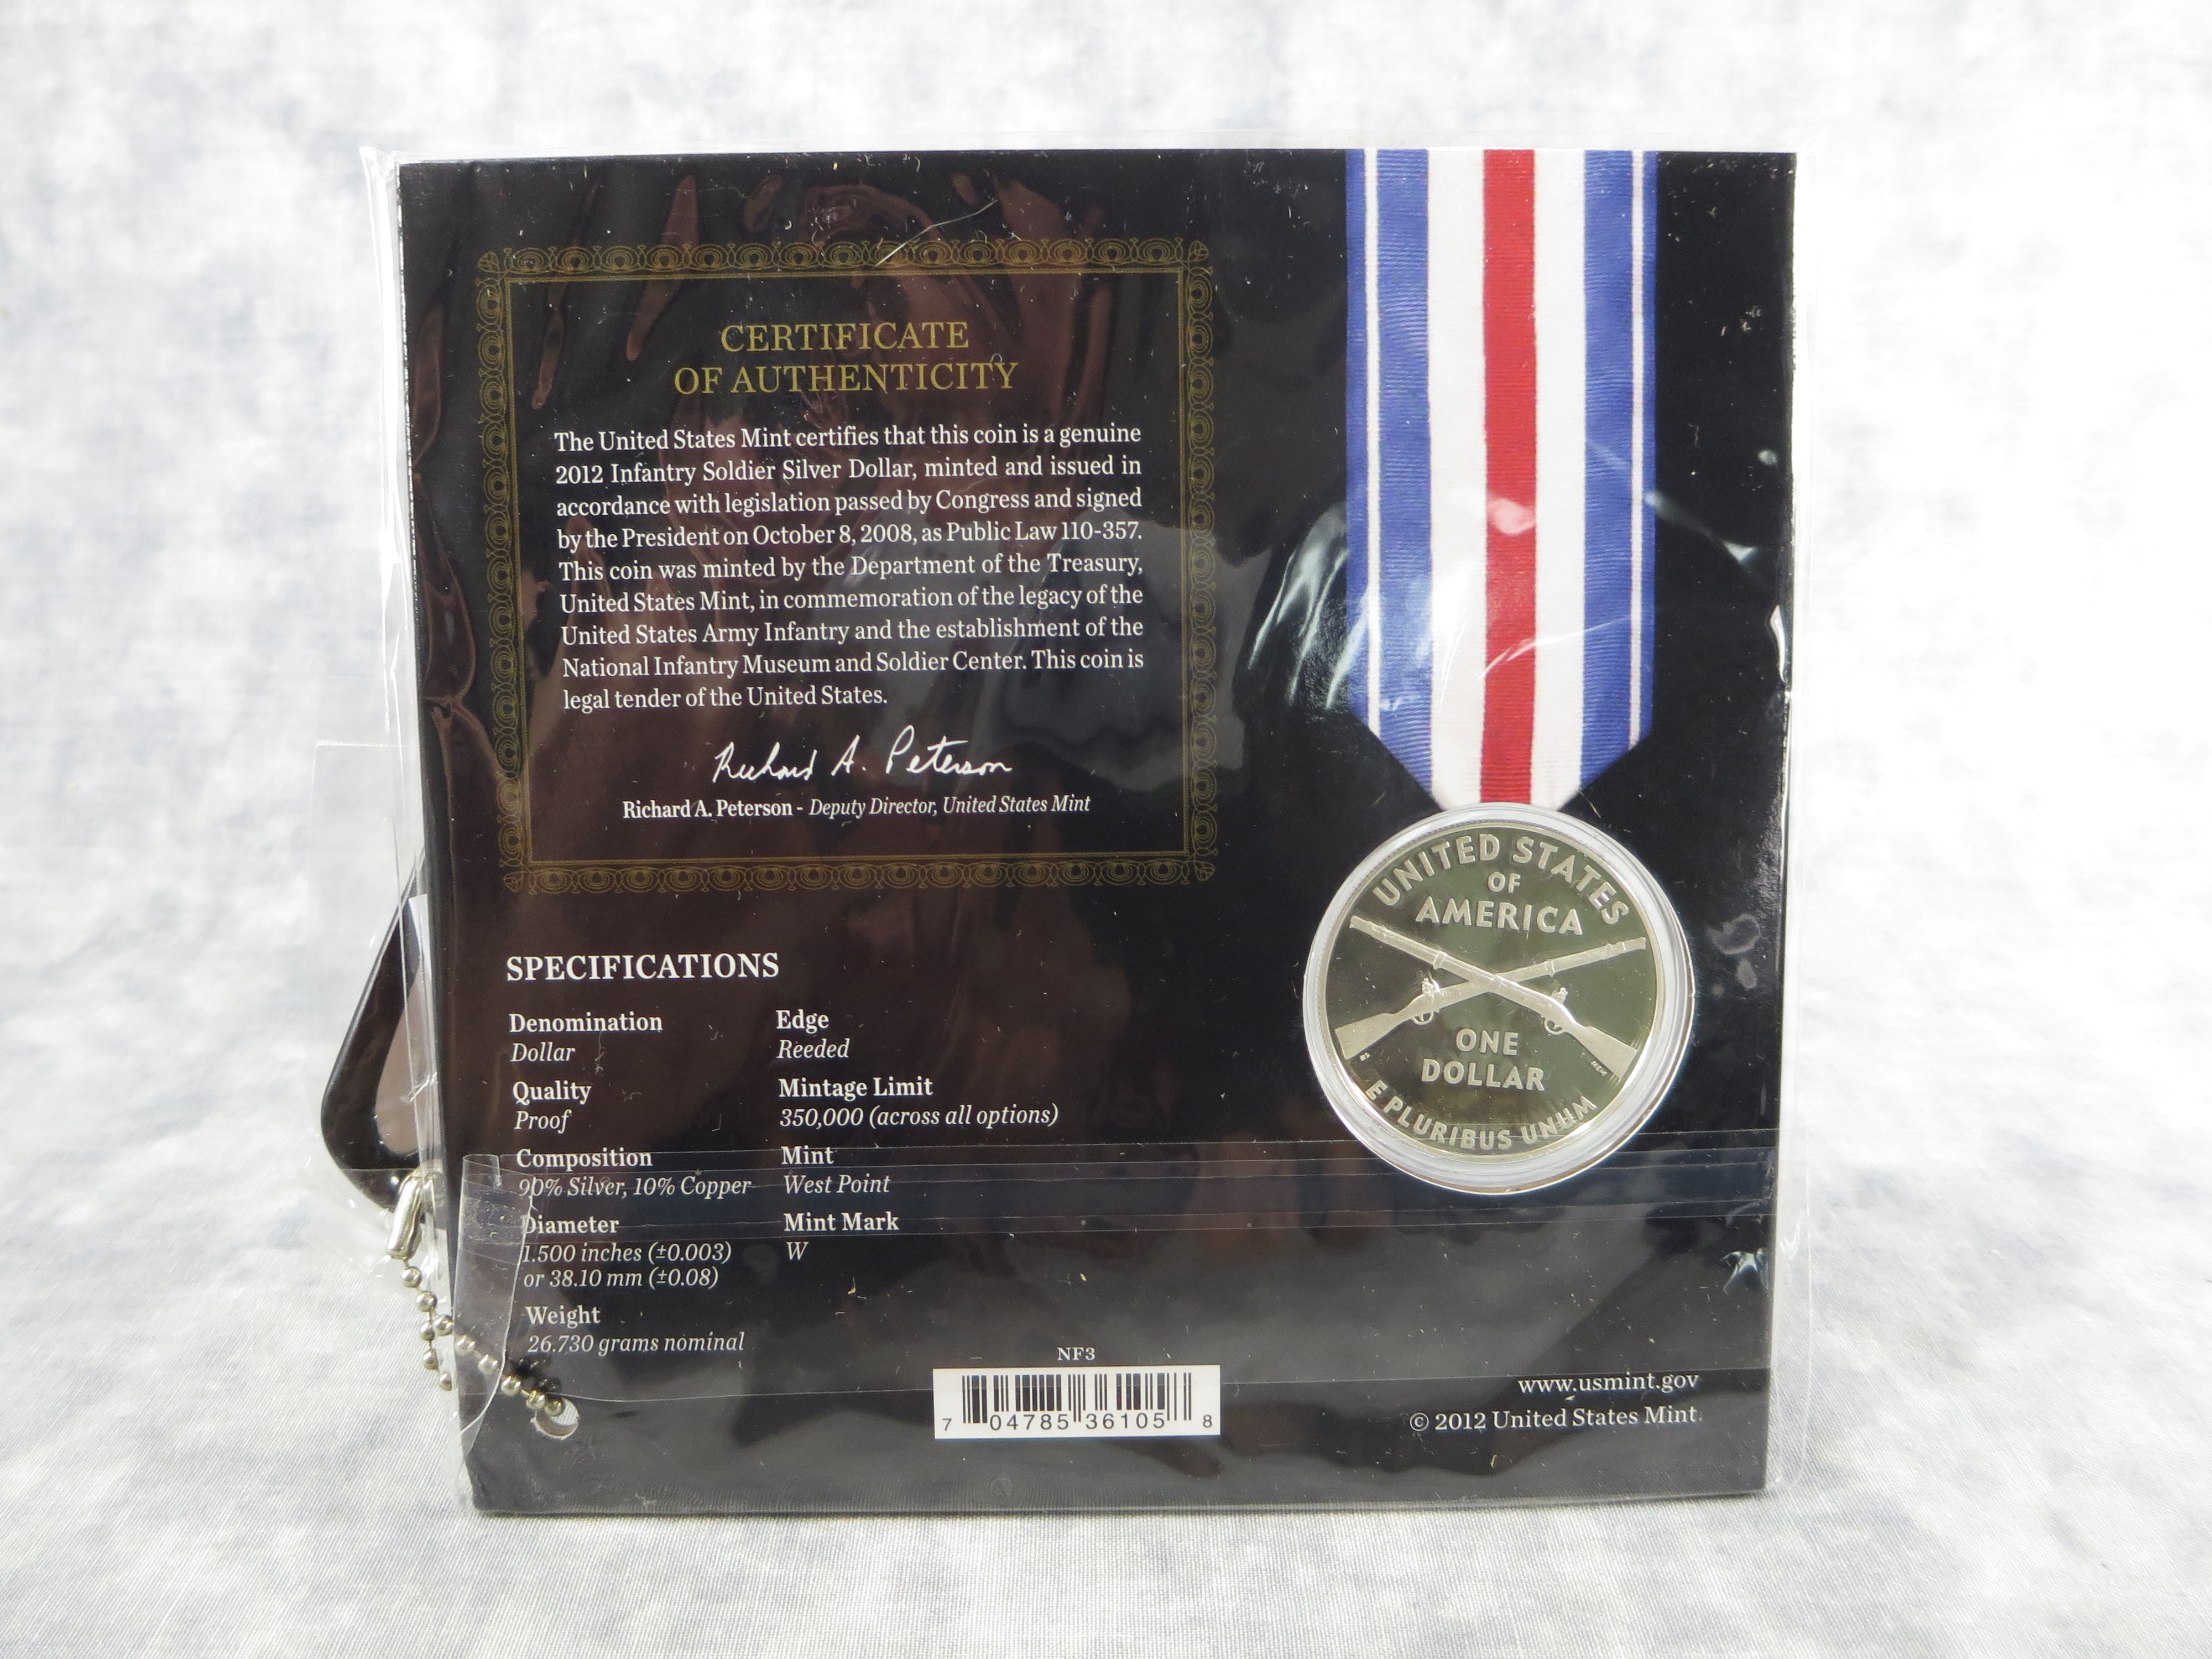 CERTIFICATE
OF AUTHENTICITY
The United States Mint certifies that this coin is a genuine
2012 Infantry Soldier Silver Dollar, minted and issued in
accordance with legislation passed by Congress and signed
by the President on October 8, 2008, as Public Law 110-357.
This coin was minted by the Department of the Treasury,
United States Mint, in commemoration of the legacy of the
United States Army Infantry and the establishment of the
National Infantry Museum and Soldier Center. This coin is
legal tender of the United States.
Richard A. Peterson
Richard A. Peterson - Deputy Director, United States Mint
UNITED STATES
OF
AMERICA
ONE
DOLLAR
E PLURIBUS UNUM
SPECIFICATIONS
Denomination
Dollar
Quality
Proof
Composition
90% Silver, 10% Copper
Diameter
1.500 inches (±0.003)
or 38.10 mm (±0.08)
Weight
26.730 grams nominal
Edge
Reeded
Mintage Limit
350,000 (across all options)
Mint
West Point
Mint Mark
W
NF3
7 04785 36105 8
www.usmint.gov
© 2012 United States Mint.